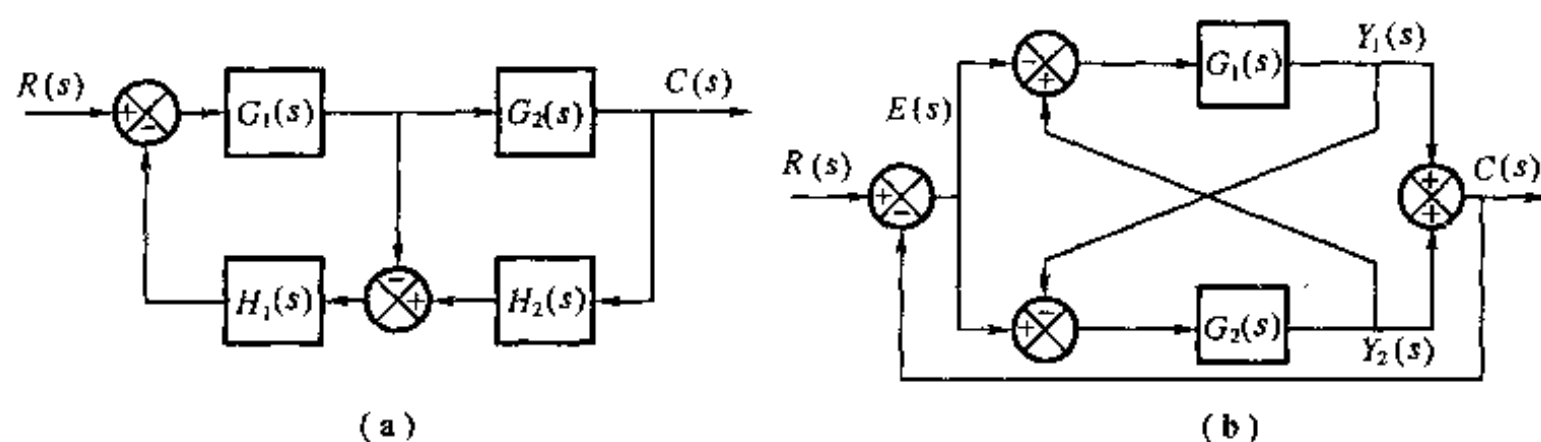 R(s)
+
−
G₁(s)
G₂(s)
C(s)
−
+
H₁(s)
H₂(s)
(a)
R(s)
+
−
E(s)
−
+
G₁(s)
Y₁(s)
+
+
C(s)
+
−
G₂(s)
Y₂(s)
(b)